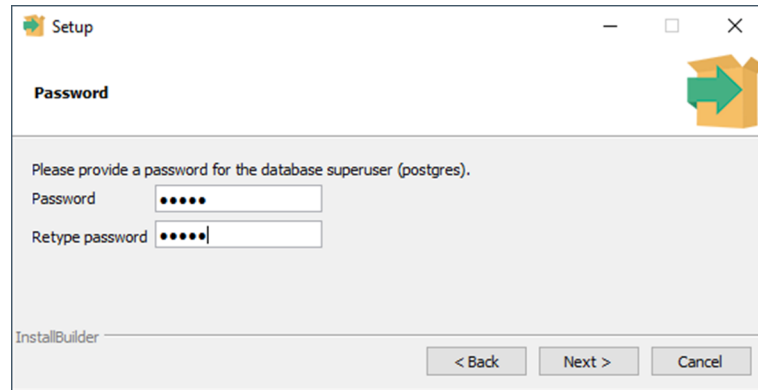 Setup
Password
Please provide a password for the database superuser (postgres).
Password •••••
Retype password •••••
InstallBuilder
< Back Next > Cancel